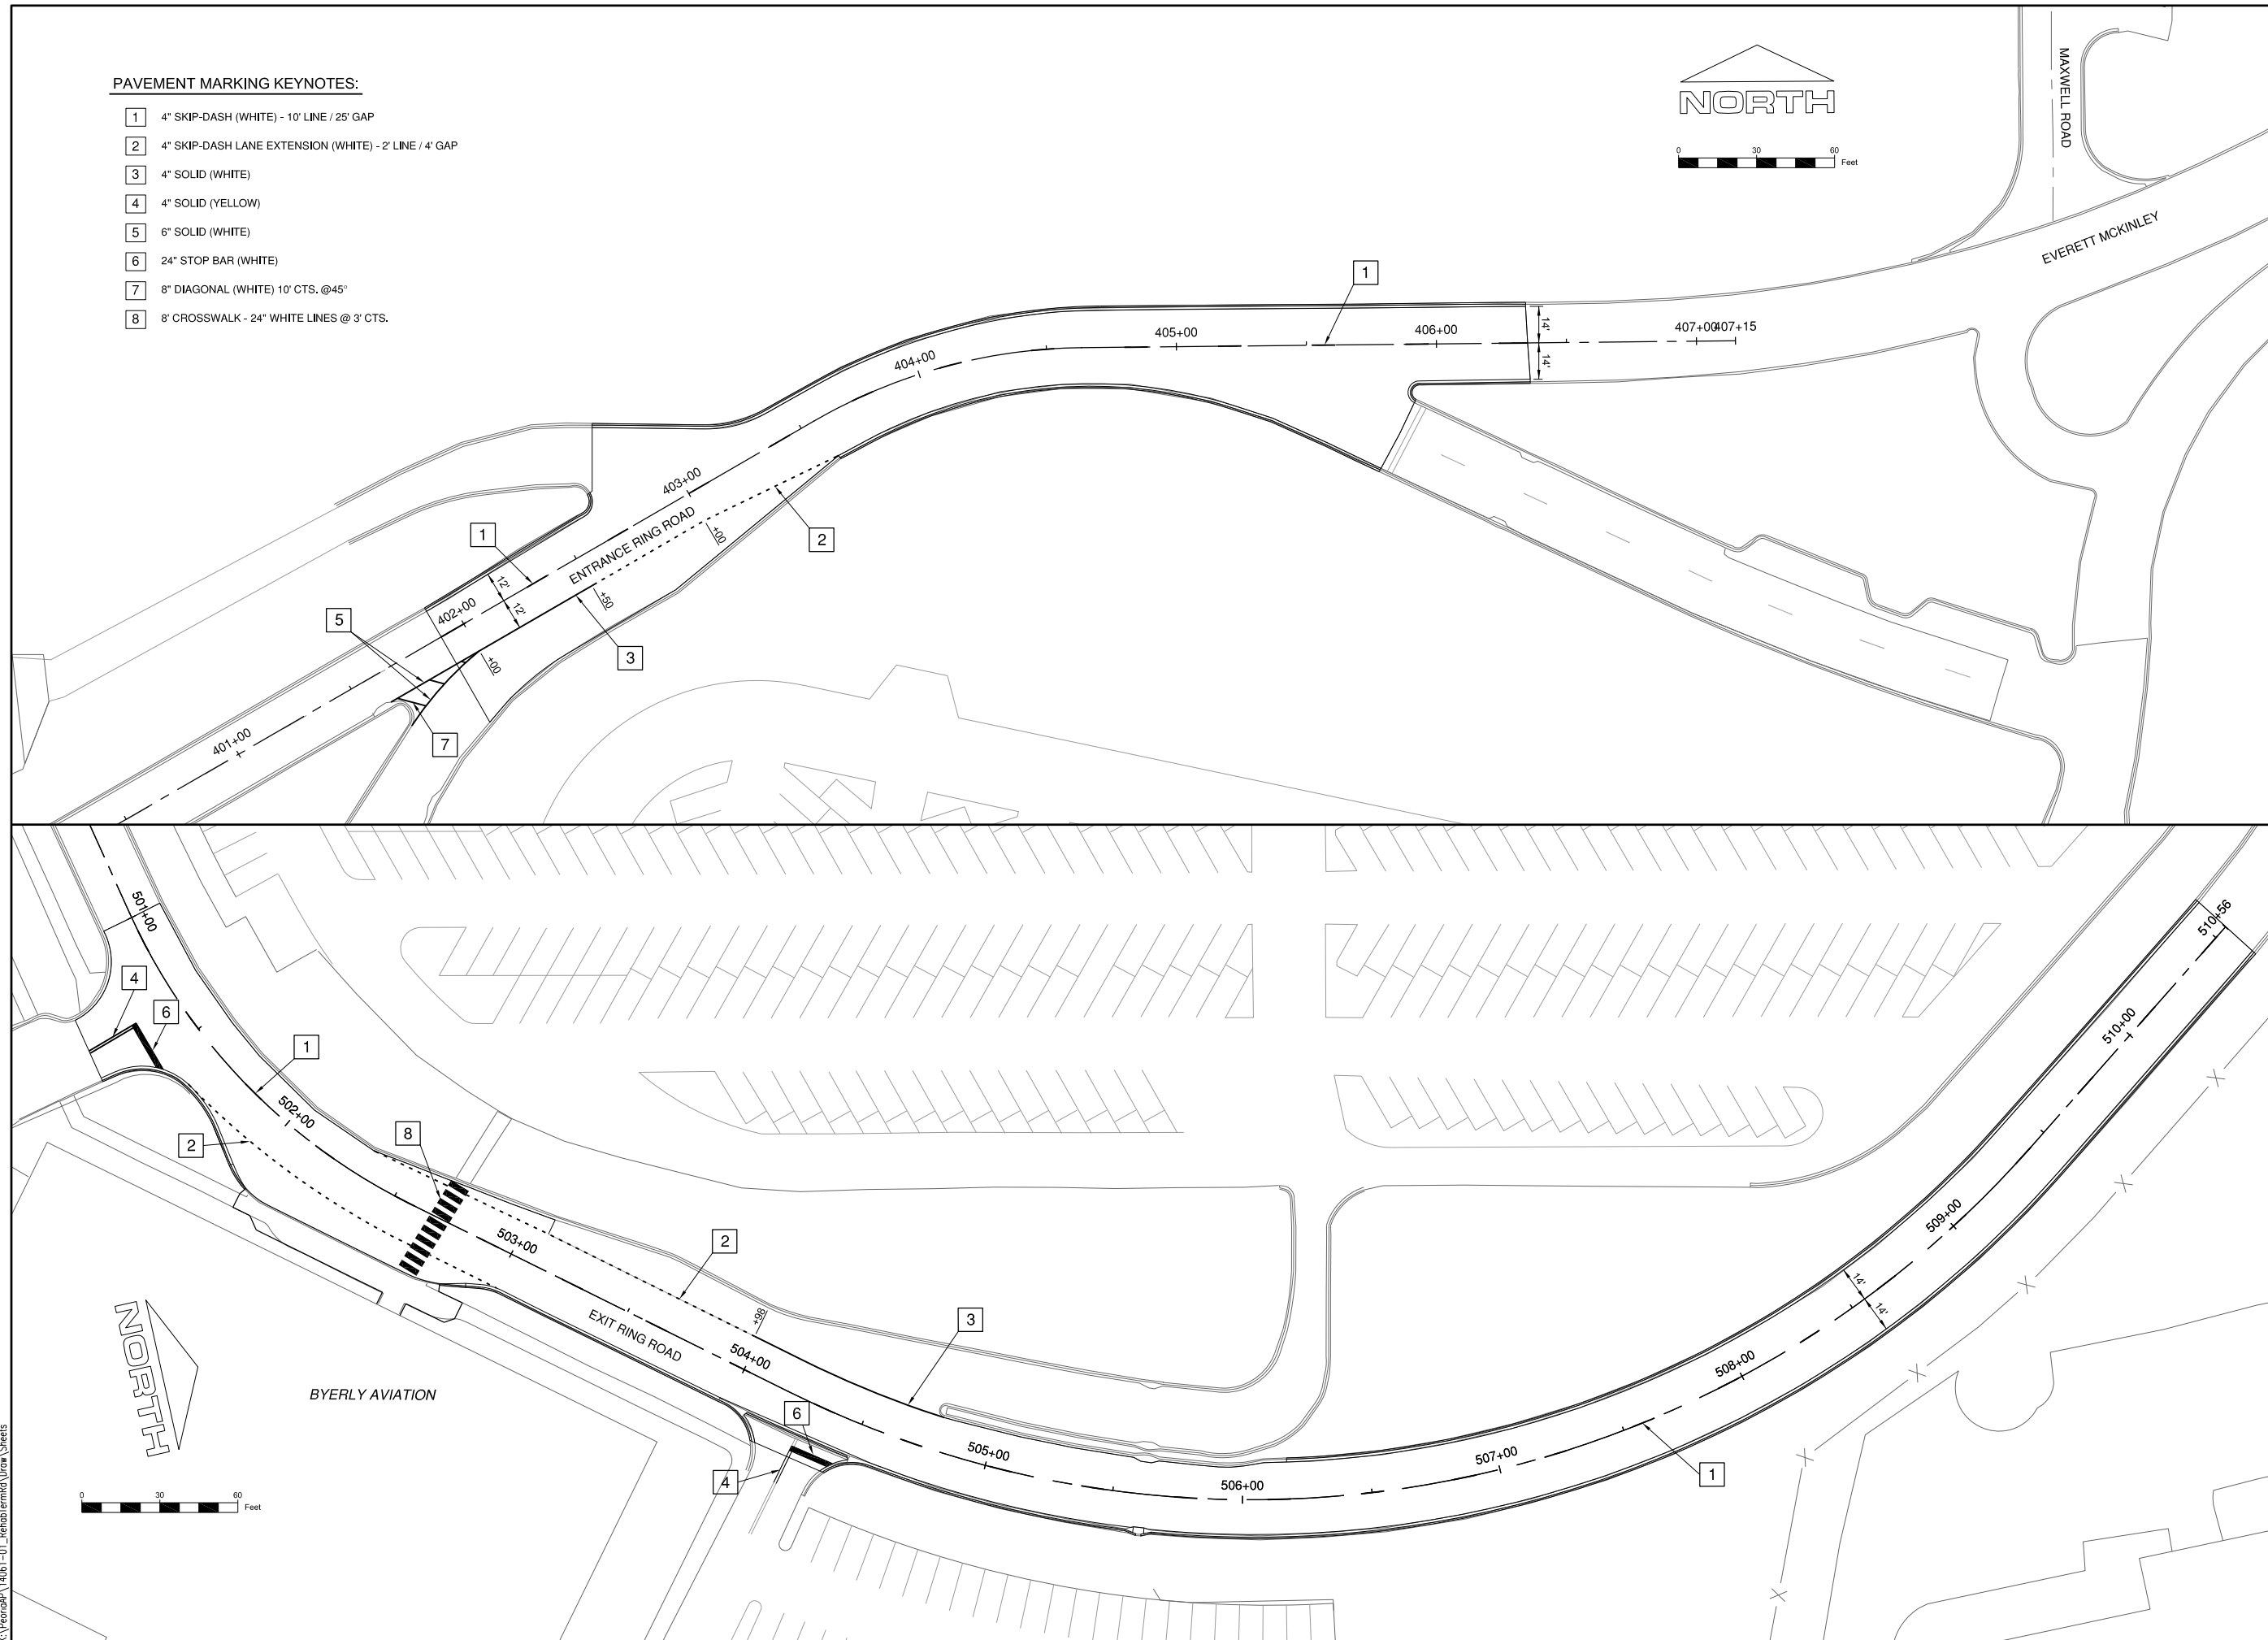 PAVEMENT MARKING KEYNOTES:
1 4" SKIP-DASH (WHITE) - 10' LINE / 25' GAP
2 4" SKIP-DASH LANE EXTENSION (WHITE) - 2' LINE / 4' GAP
3 4" SOLID (WHITE)
4 4" SOLID (YELLOW)
5 6" SOLID (WHITE)
6 24" STOP BAR (WHITE)
7 8" DIAGONAL (WHITE) 10' CTS. @45°
8 8' CROSSWALK - 24" WHITE LINES @ 3' CTS.
NORTH
0 30 60
Feet
MAXWELL ROAD
EVERETT MCKINLEY
1
405+00
406+00
14'
14'
407+00
407+15
404+00
403+00
ENTRANCE RING ROAD
2
+00
1
12'
12'
402+00
+50
5
3
+00
7
401+00
501+00
510+56
4
6
1
510+00
502+00
8
2
503+00
2
509+00
+98
3
14'
14'
EXIT RING ROAD
504+00
508+00
NORTH
BYERLY AVIATION
6
505+00
507+00
4
506+00
1
0 30 60
Feet